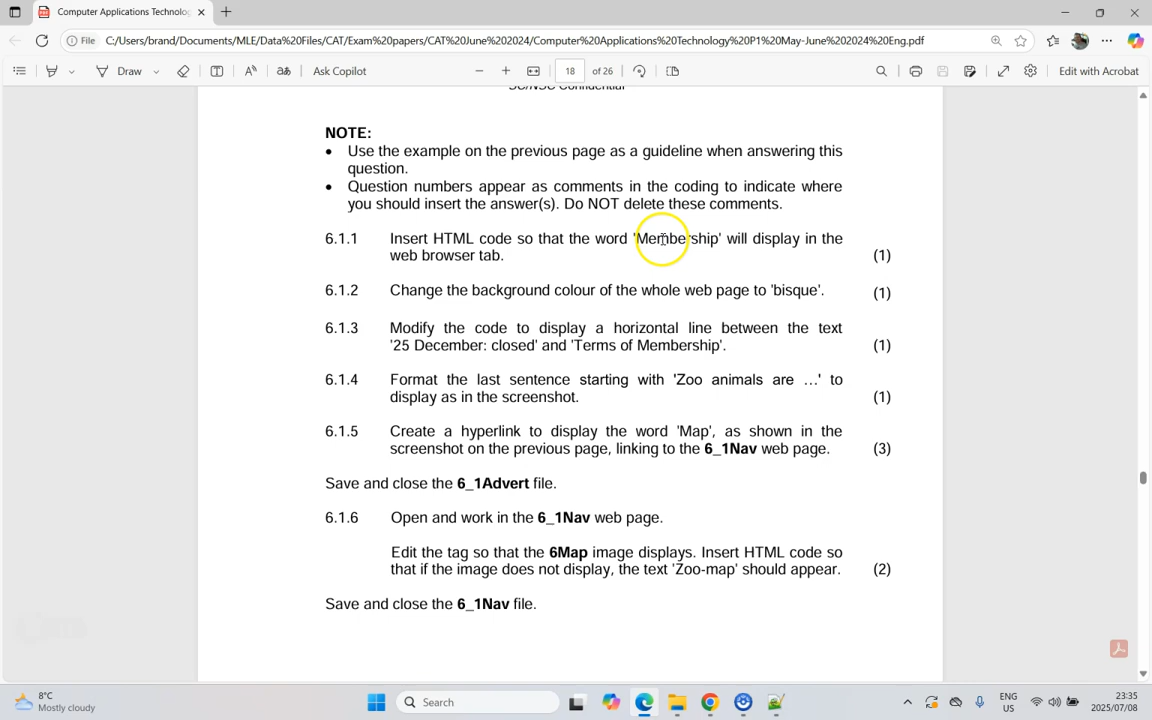 Computer Applications Technolog
File
C:/Users/brand/Documents/MLE/Data%20Files/CAT/Exam%20papers/CAT%20June%202024/Computer%20Applications%20Technology%20P1%20May-June%202024%20Eng.pdf
Draw
Ask Copilot
18 of 26
Edit with Acrobat
SC/NSC Confidential
NOTE:
• Use the example on the previous page as a guideline when answering this
question.
• Question numbers appear as comments in the coding to indicate where
you should insert the answer(s). Do NOT delete these comments.
6.1.1 Insert HTML code so that the word 'Membership' will display in the
web browser tab. (1)
6.1.2 Change the background colour of the whole web page to 'bisque'. (1)
6.1.3 Modify the code to display a horizontal line between the text
'25 December: closed' and 'Terms of Membership'. (1)
6.1.4 Format the last sentence starting with 'Zoo animals are …' to
display as in the screenshot. (1)
6.1.5 Create a hyperlink to display the word 'Map', as shown in the
screenshot on the previous page, linking to the 6_1Nav web page. (3)
Save and close the 6_1Advert file.
6.1.6 Open and work in the 6_1Nav web page.
Edit the tag so that the 6Map image displays. Insert HTML code so
that if the image does not display, the text 'Zoo-map' should appear. (2)
Save and close the 6_1Nav file.
8°C
Mostly cloudy
Search
ENG
US
23:35
2025/07/08